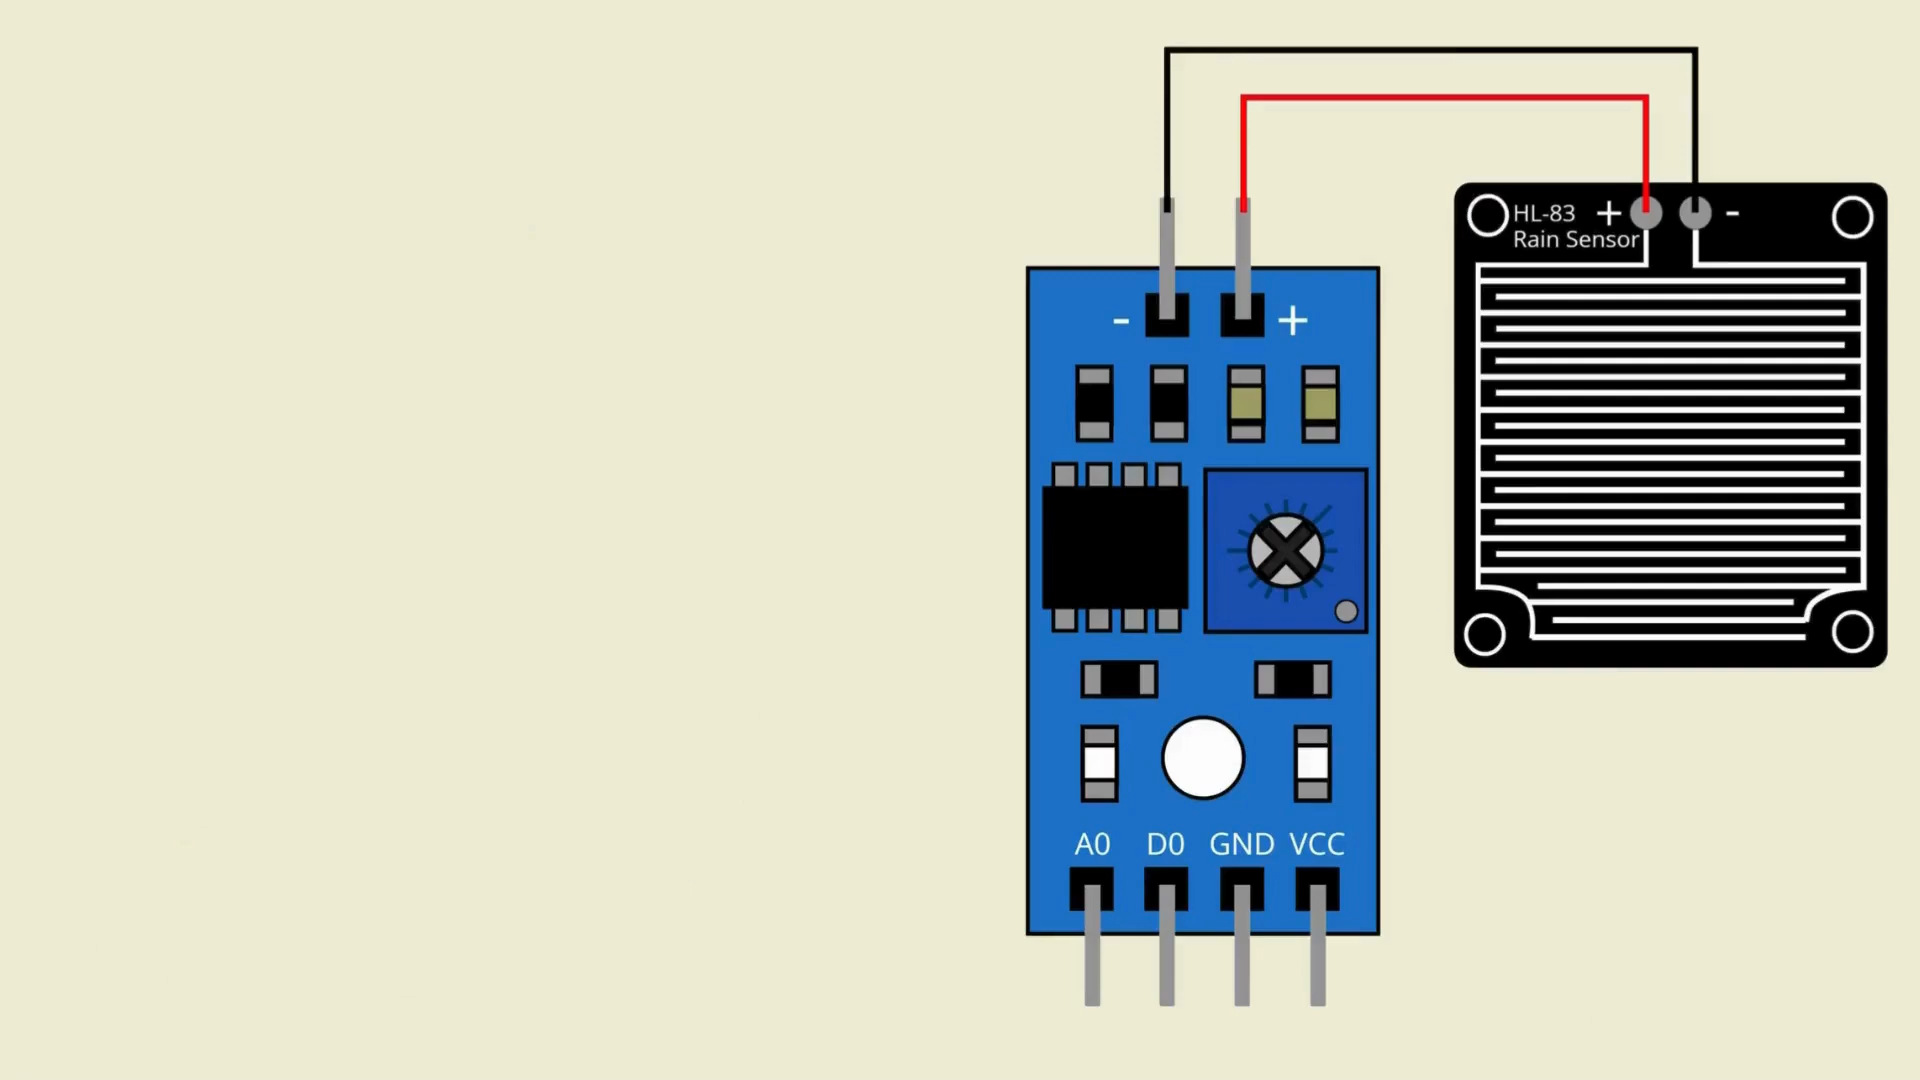 HL-83 + -
Rain Sensor
- +
A0 D0 GND VCC